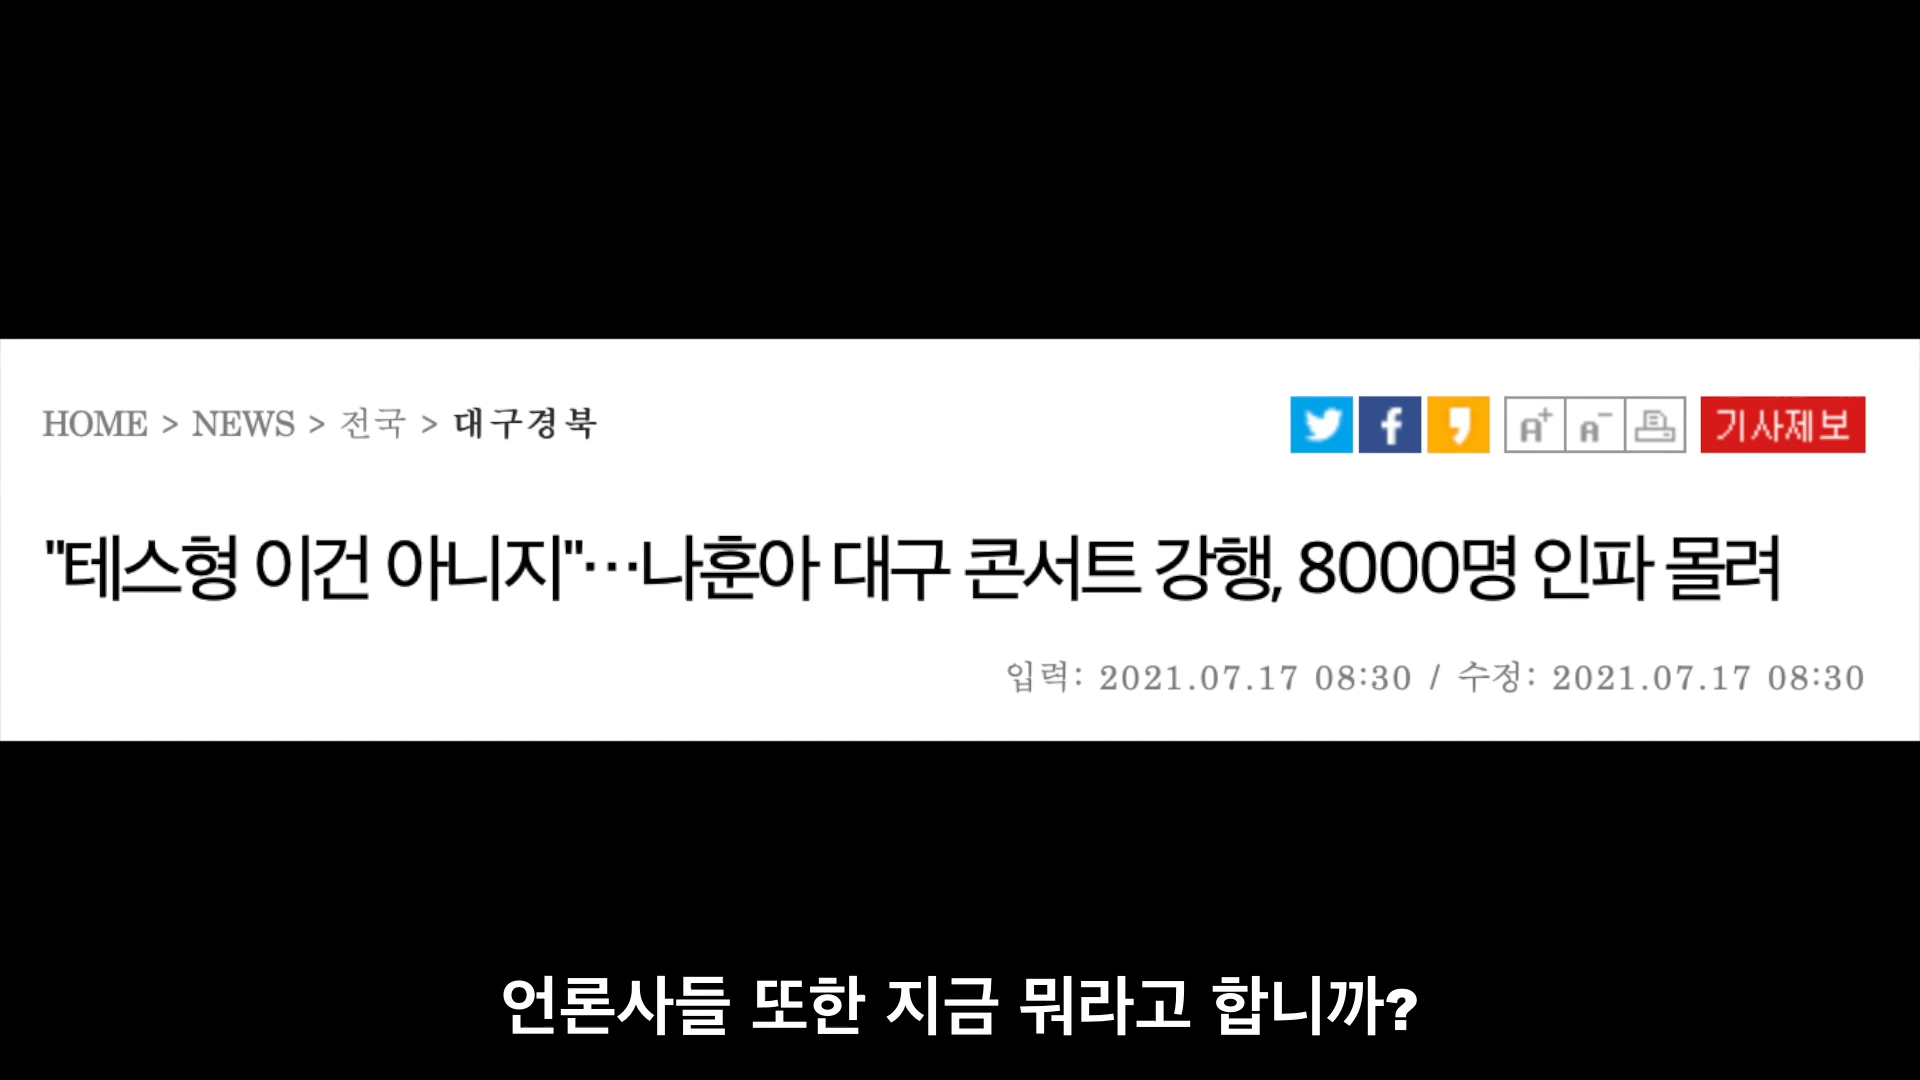 HOME > NEWS > 전국 > 대구경북
A+ A- 기사제보
"테스형 이건 아니지"…나훈아 대구 콘서트 강행, 8000명 인파 몰려
입력: 2021.07.17 08:30 / 수정: 2021.07.17 08:30
언론사들 또한 지금 뭐라고 합니까?